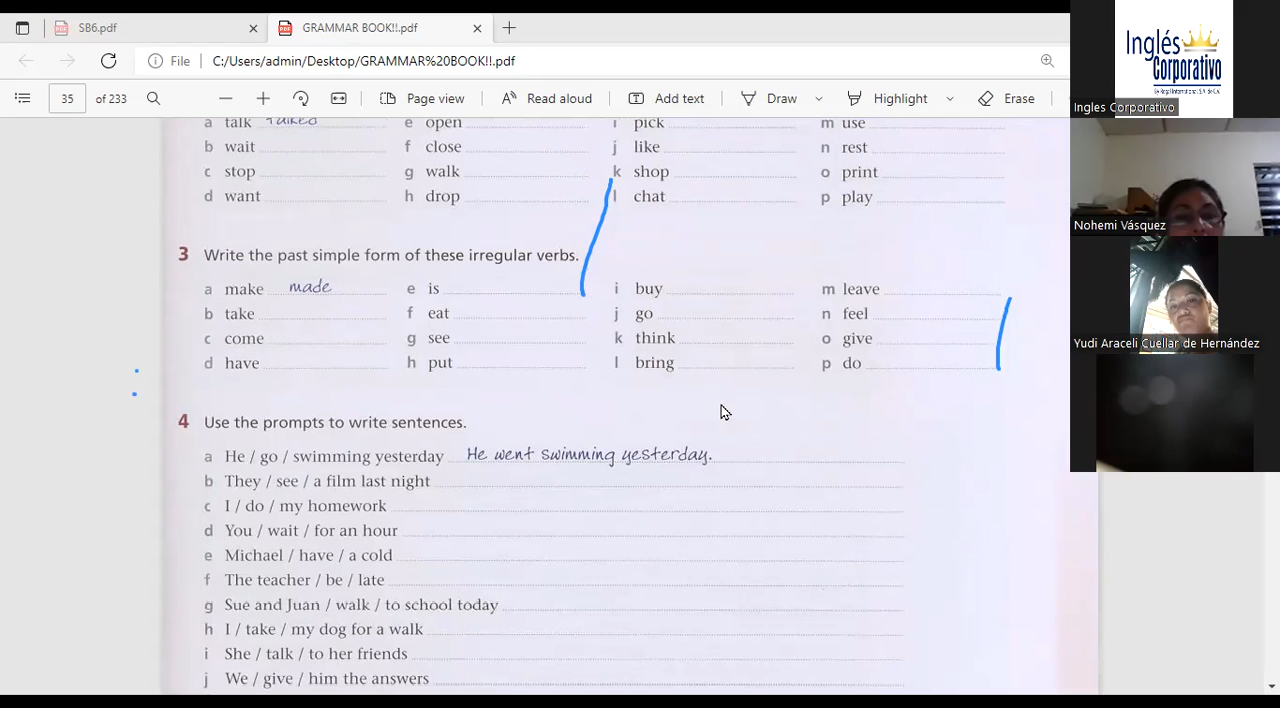 SB6.pdf
GRAMMAR BOOK!!.pdf
File C:/Users/admin/Desktop/GRAMMAR%20BOOK!!.pdf
35 of 233 Page view Read aloud Add text Draw Highlight Erase
a talk talked e open i pick m use
b wait f close j like n rest
c stop g walk k shop o print
d want h drop l chat p play
3 Write the past simple form of these irregular verbs.
a make made e is i buy m leave
b take f eat j go n feel
c come g see k think o give
d have h put l bring p do
4 Use the prompts to write sentences.
a He / go / swimming yesterday He went swimming yesterday.
b They / see / a film last night
c I / do / my homework
d You / wait / for an hour
e Michael / have / a cold
f The teacher / be / late
g Sue and Juan / walk / to school today
h I / take / my dog for a walk
i She / talk / to her friends
j We / give / him the answers
Inglés
Corporativo
Ingles Corporativo
Nohemi Vásquez
Yudi Araceli Cuellar de Hernández